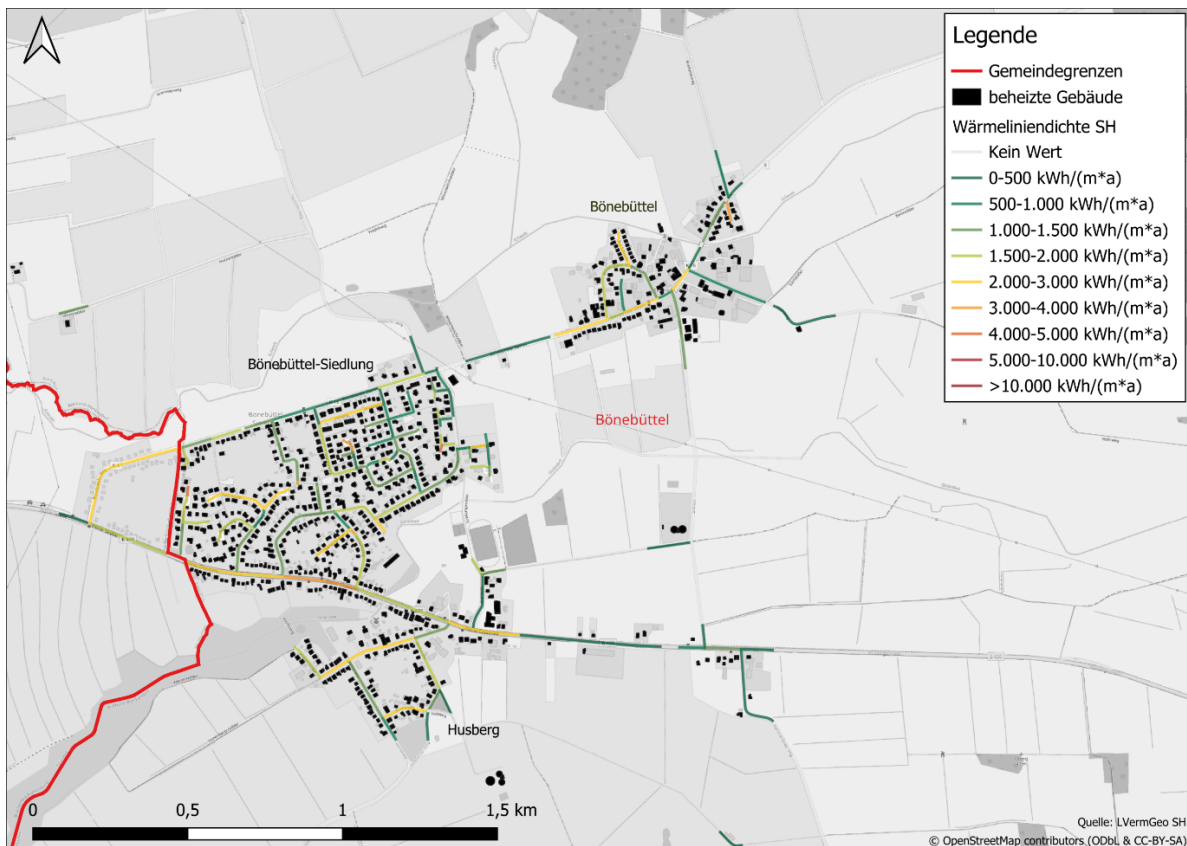 Legende
Gemeindegrenzen
beheizte Gebäude
Wärmeliniendichte SH
Kein Wert
0-500 kWh/(m*a)
500-1.000 kWh/(m*a)
1.000-1.500 kWh/(m*a)
1.500-2.000 kWh/(m*a)
2.000-3.000 kWh/(m*a)
3.000-4.000 kWh/(m*a)
4.000-5.000 kWh/(m*a)
5.000-10.000 kWh/(m*a)
>10.000 kWh/(m*a)
Bönebüttel
Bönebüttel-Siedlung
Bönebüttel
Bönebüttel
Husberg
0
0,5
1
1,5 km
Quelle: LVermGeo SH
© OpenStreetMap contributors (ODbL & CC-BY-SA)